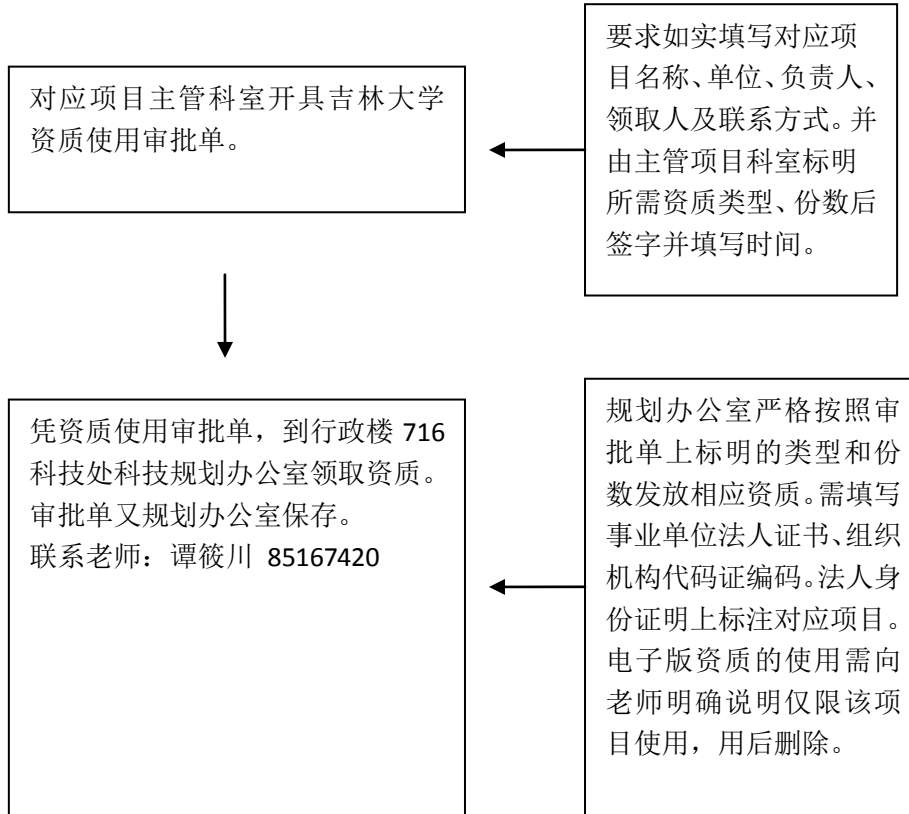 对应项目主管科室开具吉林大学
资质使用审批单。
要求如实填写对应项
目名称、单位、负责人、
领取人及联系方式。并
由主管项目科室标明
所需资质类型、份数后
签字并填写时间。
凭资质使用审批单，到行政楼 716
科技处科技规划办公室领取资质。
审批单又规划办公室保存。
联系老师：谭筱川 85167420
规划办公室严格按照审
批单上标明的类型和份
数发放相应资质。需填写
事业单位法人证书、组织
机构代码证编码。法人身
份证明上标注对应项目。
电子版资质的使用需向
老师明确说明仅限该项
目使用，用后删除。